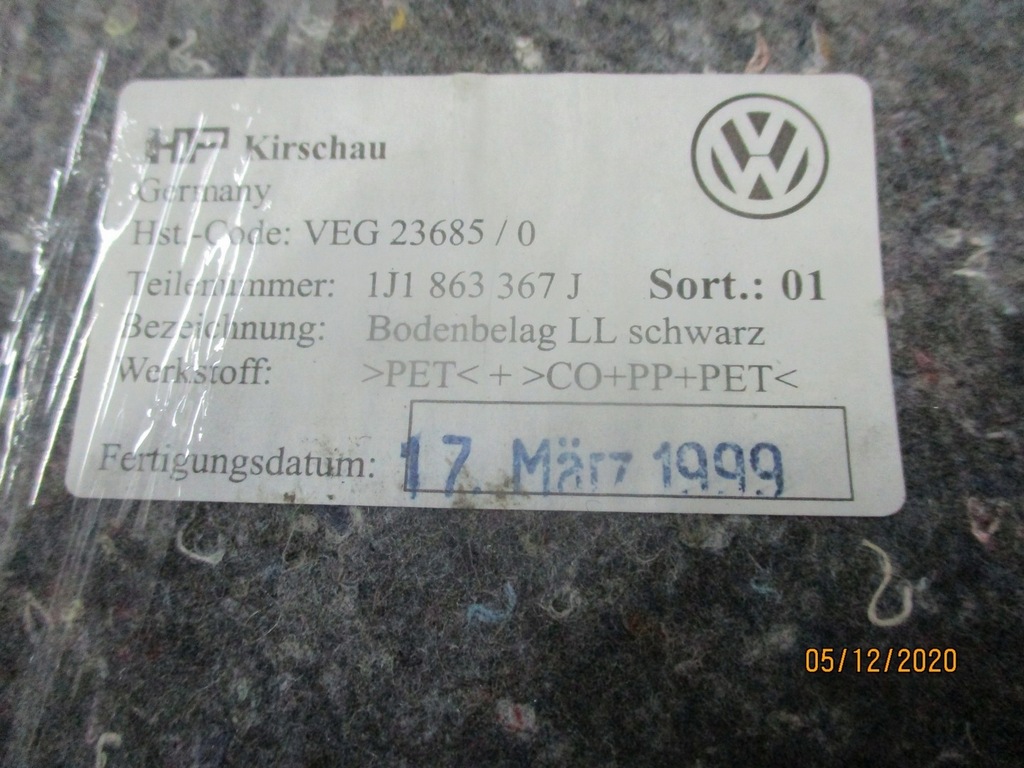 HP Kirschau
Germany
Hst.-Code: VEG 23685 / 0
Teilenummer: 1J1 863 367 J Sort.: 01
Bezeichnung: Bodenbelag LL schwarz
Werkstoff: >PET< + >CO+PP+PET<
Fertigungsdatum: 17. März 1999
05/12/2020